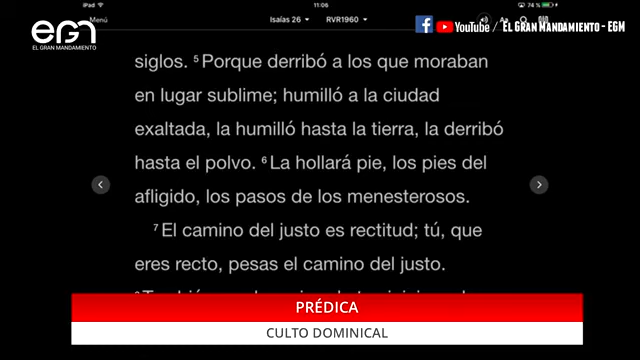 iPad
11:06
74 %
EGM
EL GRAN MANDAMIENTO
Menú
Isaías 26
RVR1960
YouTube / EL GRAN MANDAMIENTO - EGM
siglos. 5 Porque derribó a los que moraban
en lugar sublime; humilló a la ciudad
exaltada, la humilló hasta la tierra, la derribó
hasta el polvo. 6 La hollará pie, los pies del
afligido, los pasos de los menesterosos.
7 El camino del justo es rectitud; tú, que
eres recto, pesas el camino del justo.
PRÉDICA
CULTO DOMINICAL